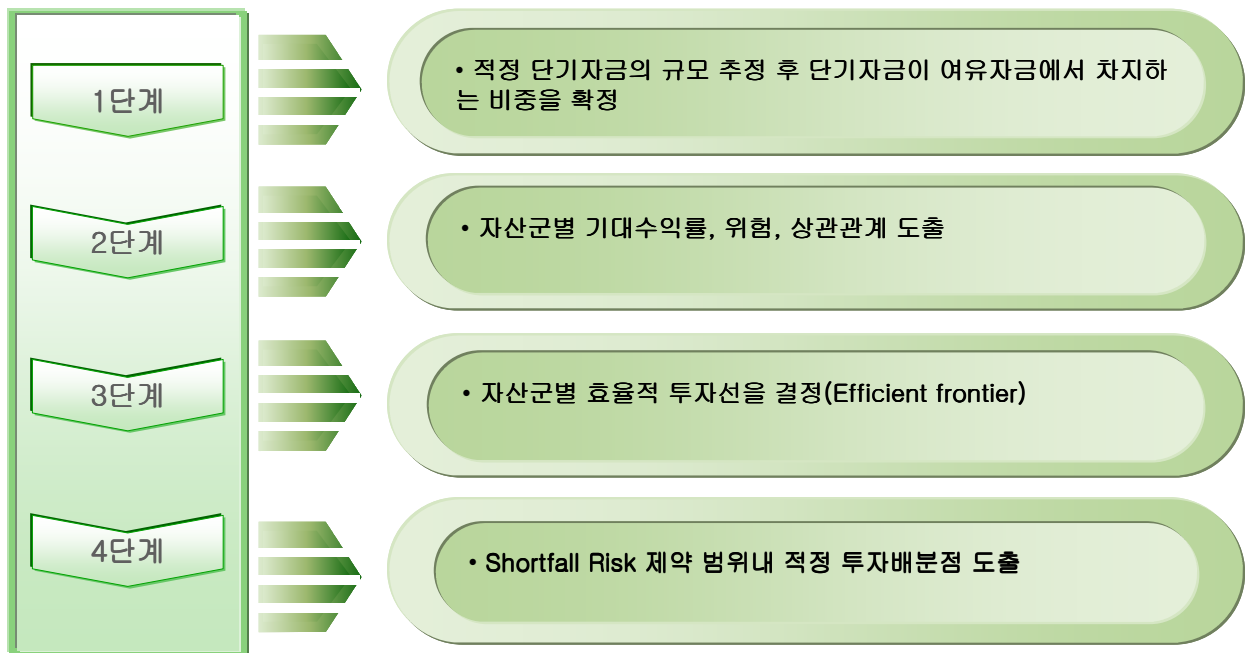 1단계
• 적정 단기자금의 규모 추정 후 단기자금이 여유자금에서 차지하
는 비중을 확정
2단계
• 자산군별 기대수익률, 위험, 상관관계 도출
3단계
• 자산군별 효율적 투자선을 결정(Efficient frontier)
4단계
• Shortfall Risk 제약 범위내 적정 투자배분점 도출